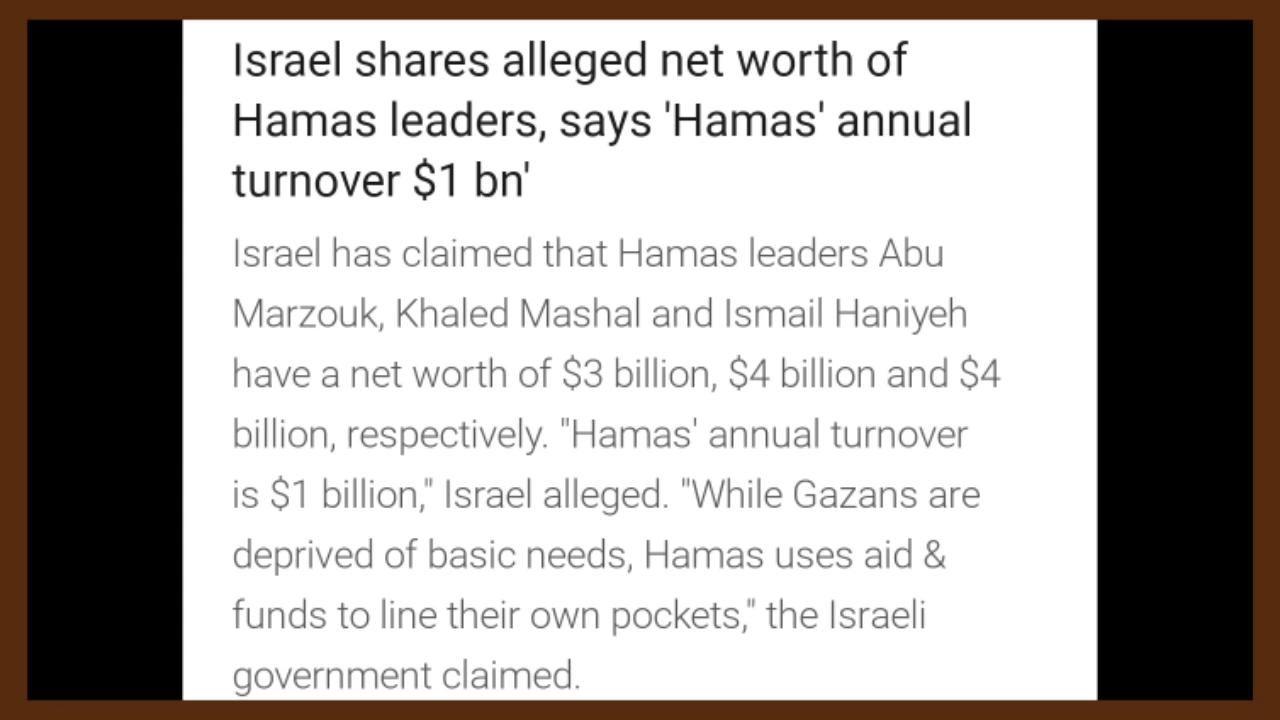 Israel shares alleged net worth of
Hamas leaders, says 'Hamas' annual
turnover $1 bn'
Israel has claimed that Hamas leaders Abu
Marzouk, Khaled Mashal and Ismail Haniyeh
have a net worth of $3 billion, $4 billion and $4
billion, respectively. "Hamas' annual turnover
is $1 billion," Israel alleged. "While Gazans are
deprived of basic needs, Hamas uses aid &
funds to line their own pockets," the Israeli
government claimed.